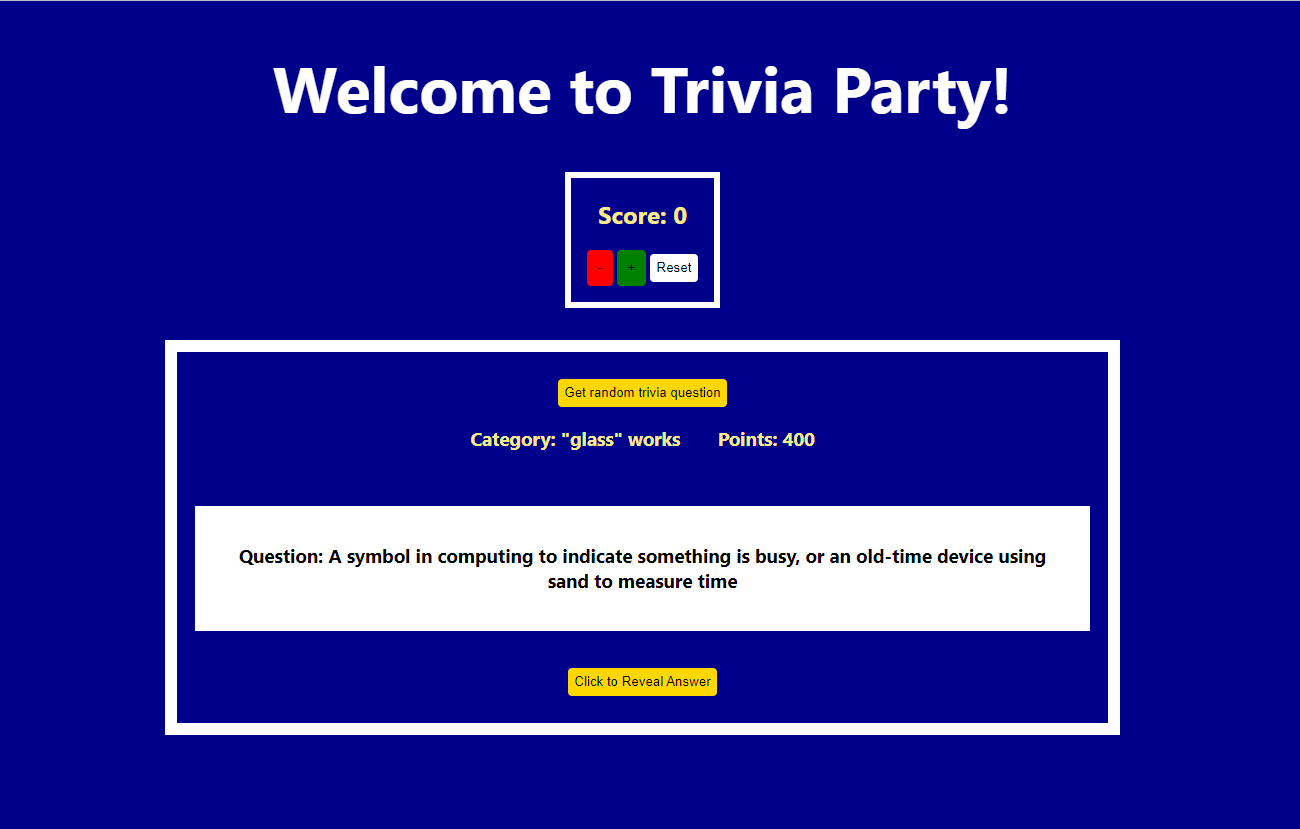 Welcome to Trivia Party!
Score: 0
- + Reset
Get random trivia question
Category: "glass" works Points: 400
Question: A symbol in computing to indicate something is busy, or an old-time device using
sand to measure time
Click to Reveal Answer